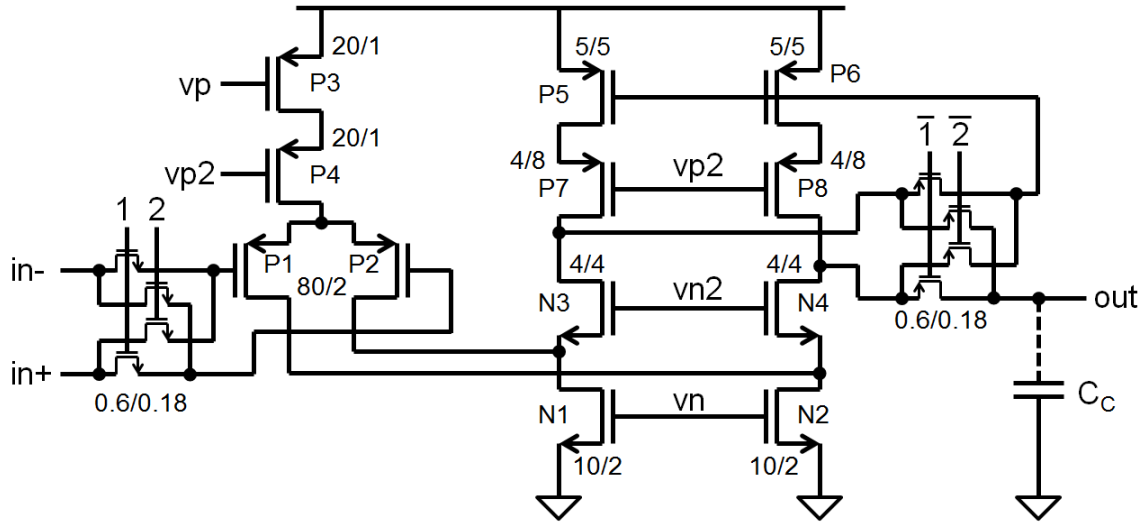 20/1
5/5
5/5
vp
P3
P5
P6
20/1
1
2
4/8
vp2
4/8
vp2
P4
P7
P8
1
2
in-
P1
P2
4/4
4/4
80/2
N3
vn2
N4
out
0.6/0.18
in+
0.6/0.18
N1
vn
N2
CC
10/2
10/2